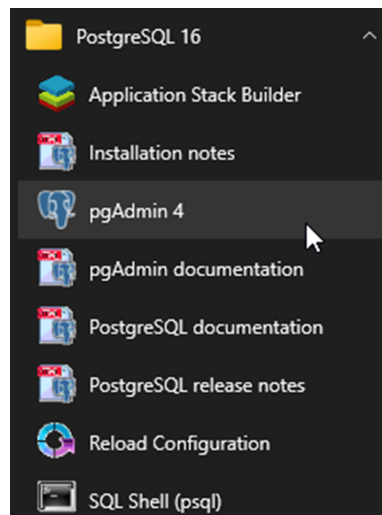 PostgreSQL 16
Application Stack Builder
Installation notes
pgAdmin 4
pgAdmin documentation
PostgreSQL documentation
PostgreSQL release notes
Reload Configuration
SQL Shell (psql)